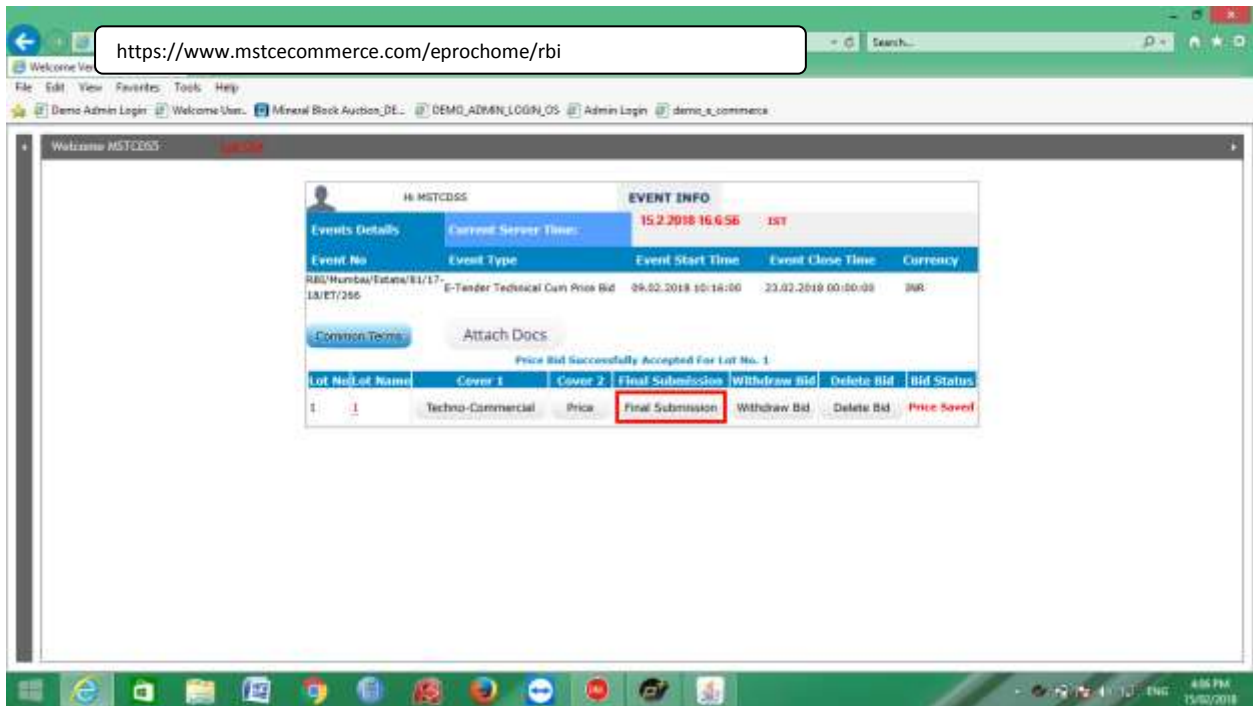 https://www.mstcecommerce.com/eprochome/rbi
Search...
Welcome Ver
File Edit View Favorites Tools Help
Demo Admin Login Welcome User.. Mineral Block Auction_DE... DEMO_ADMIN_LOGIN_OS Admin Login demo_e_commerce
Welcome MSTCDSS
Hi MSTCDSS EVENT INFO
Events Details Current Server Time: 15.2.2018 16:6:56 IST
Event No Event Type Event Start Time Event Close Time Currency
RBI/Mumbai/Estate/81/17-
18/ET/266 E-Tender Technical Cum Price Bid 09.02.2018 10:16:00 23.02.2018 00:00:00 INR
Common Terms Attach Docs
Price Bid Successfully Accepted For Lot No. 1
Lot No Lot Name Cover 1 Cover 2 Final Submission Withdraw Bid Delete Bid Bid Status
1 1 Techno-Commercial Price Final Submission Withdraw Bid Delete Bid Price Saved
ENG 4:06 PM
15/02/2018